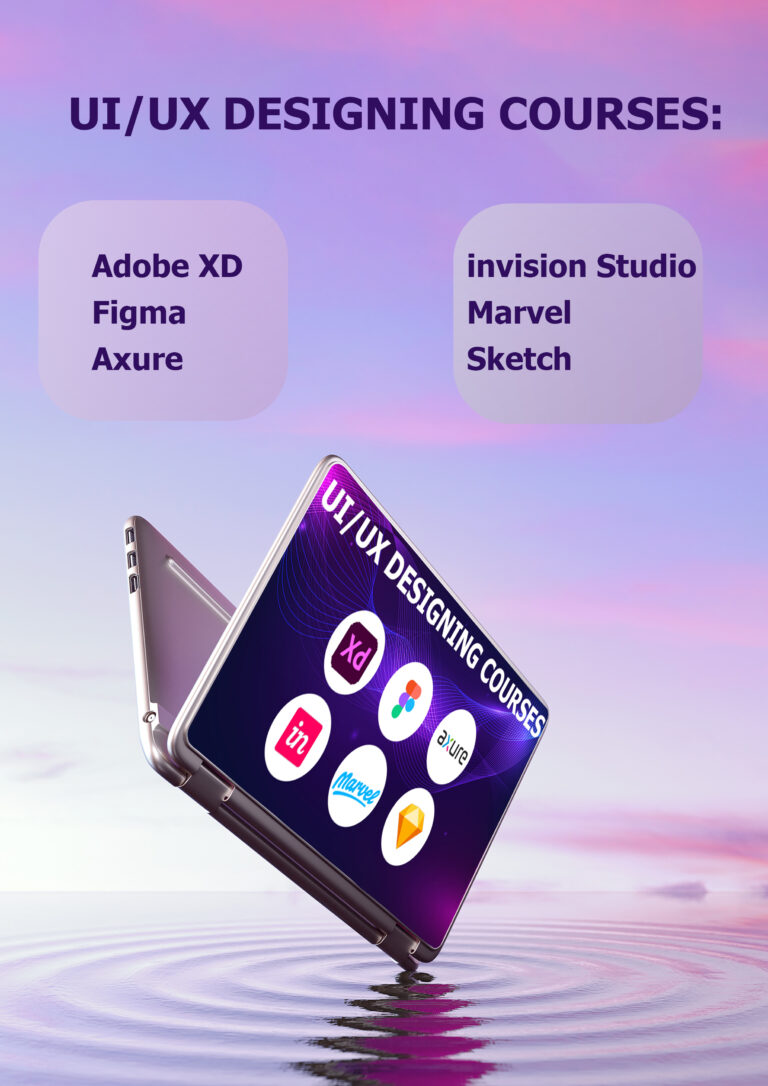 UI/UX DESIGNING COURSES:
Adobe XD
Figma
Axure
invision Studio
Marvel
Sketch
UI/UX DESIGNING COURSES
Xd
axure
in
Marvel